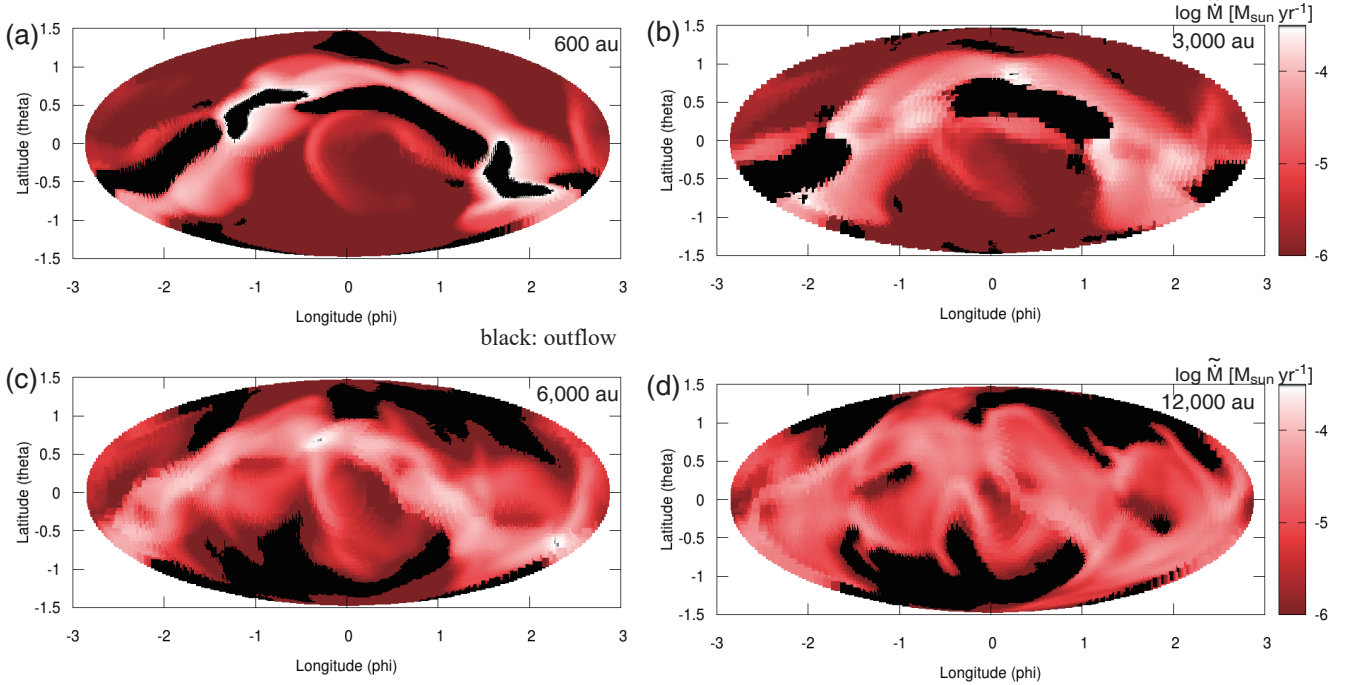 (a)
600 au
1.5
1
0.5
0
-0.5
-1
-1.5
Latitude (theta)
-3 -2 -1 0 1 2 3
Longitude (phi)
(b)
log Ṁ [Msun yr-1]
3,000 au
1.5
1
0.5
0
-0.5
-1
-1.5
Latitude (theta)
-3 -2 -1 0 1 2 3
Longitude (phi)
-4
-5
-6
black: outflow
(c)
6,000 au
1.5
1
0.5
0
-0.5
-1
-1.5
Latitude (theta)
-3 -2 -1 0 1 2 3
Longitude (phi)
(d)
log Ṁ̃ [Msun yr-1]
12,000 au
1.5
1
0.5
0
-0.5
-1
-1.5
Latitude (theta)
-3 -2 -1 0 1 2 3
Longitude (phi)
-4
-5
-6